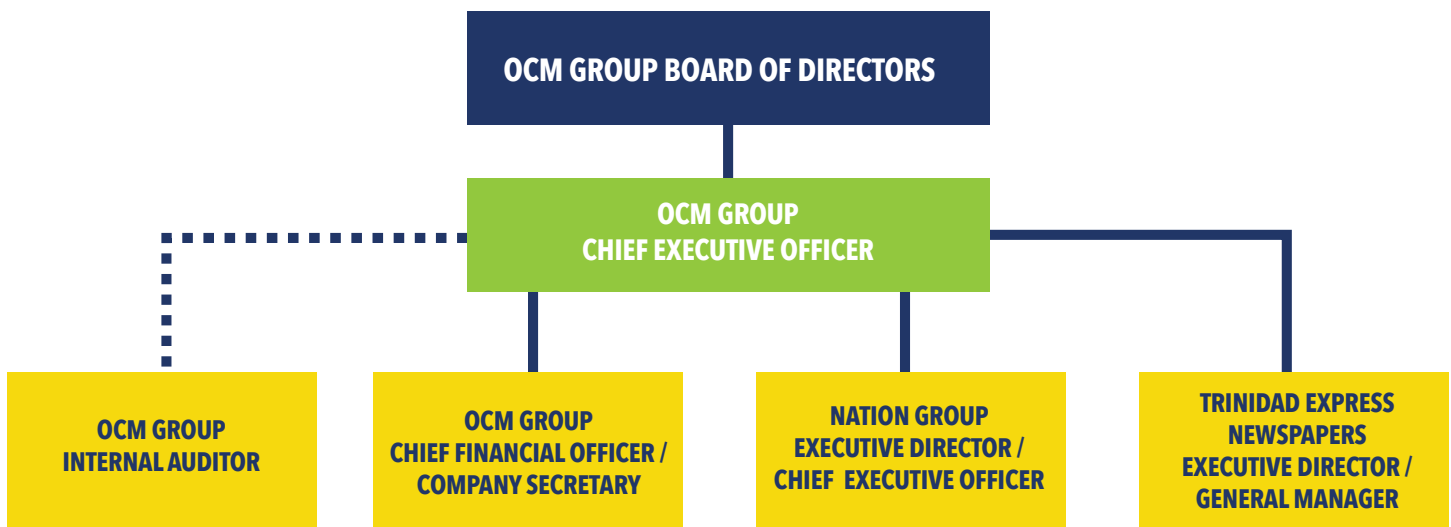 OCM GROUP BOARD OF DIRECTORS
OCM GROUP
CHIEF EXECUTIVE OFFICER
OCM GROUP
INTERNAL AUDITOR
OCM GROUP
CHIEF FINANCIAL OFFICER /
COMPANY SECRETARY
NATION GROUP
EXECUTIVE DIRECTOR /
CHIEF EXECUTIVE OFFICER
TRINIDAD EXPRESS
NEWSPAPERS
EXECUTIVE DIRECTOR /
GENERAL MANAGER